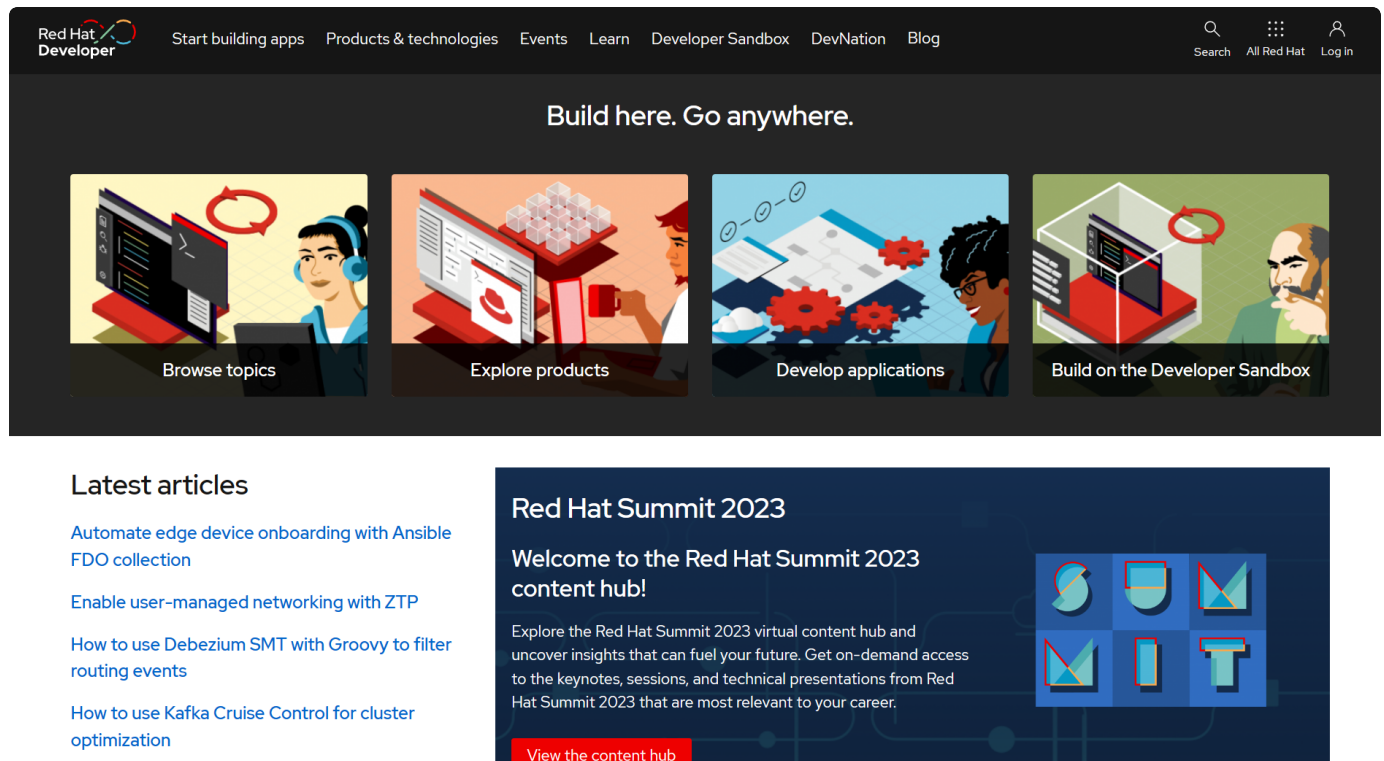 Red Hat
Developer
Start building apps
Products & technologies
Events
Learn
Developer Sandbox
DevNation
Blog
Search
All Red Hat
Log in
Build here. Go anywhere.
Browse topics
Explore products
Develop applications
Build on the Developer Sandbox
Latest articles
Automate edge device onboarding with Ansible
FDO collection
Enable user-managed networking with ZTP
How to use Debezium SMT with Groovy to filter
routing events
How to use Kafka Cruise Control for cluster
optimization
Red Hat Summit 2023
Welcome to the Red Hat Summit 2023
content hub!
Explore the Red Hat Summit 2023 virtual content hub and
uncover insights that can fuel your future. Get on-demand access
to the keynotes, sessions, and technical presentations from Red
Hat Summit 2023 that are most relevant to your career.
View the content hub
SUM
MIT